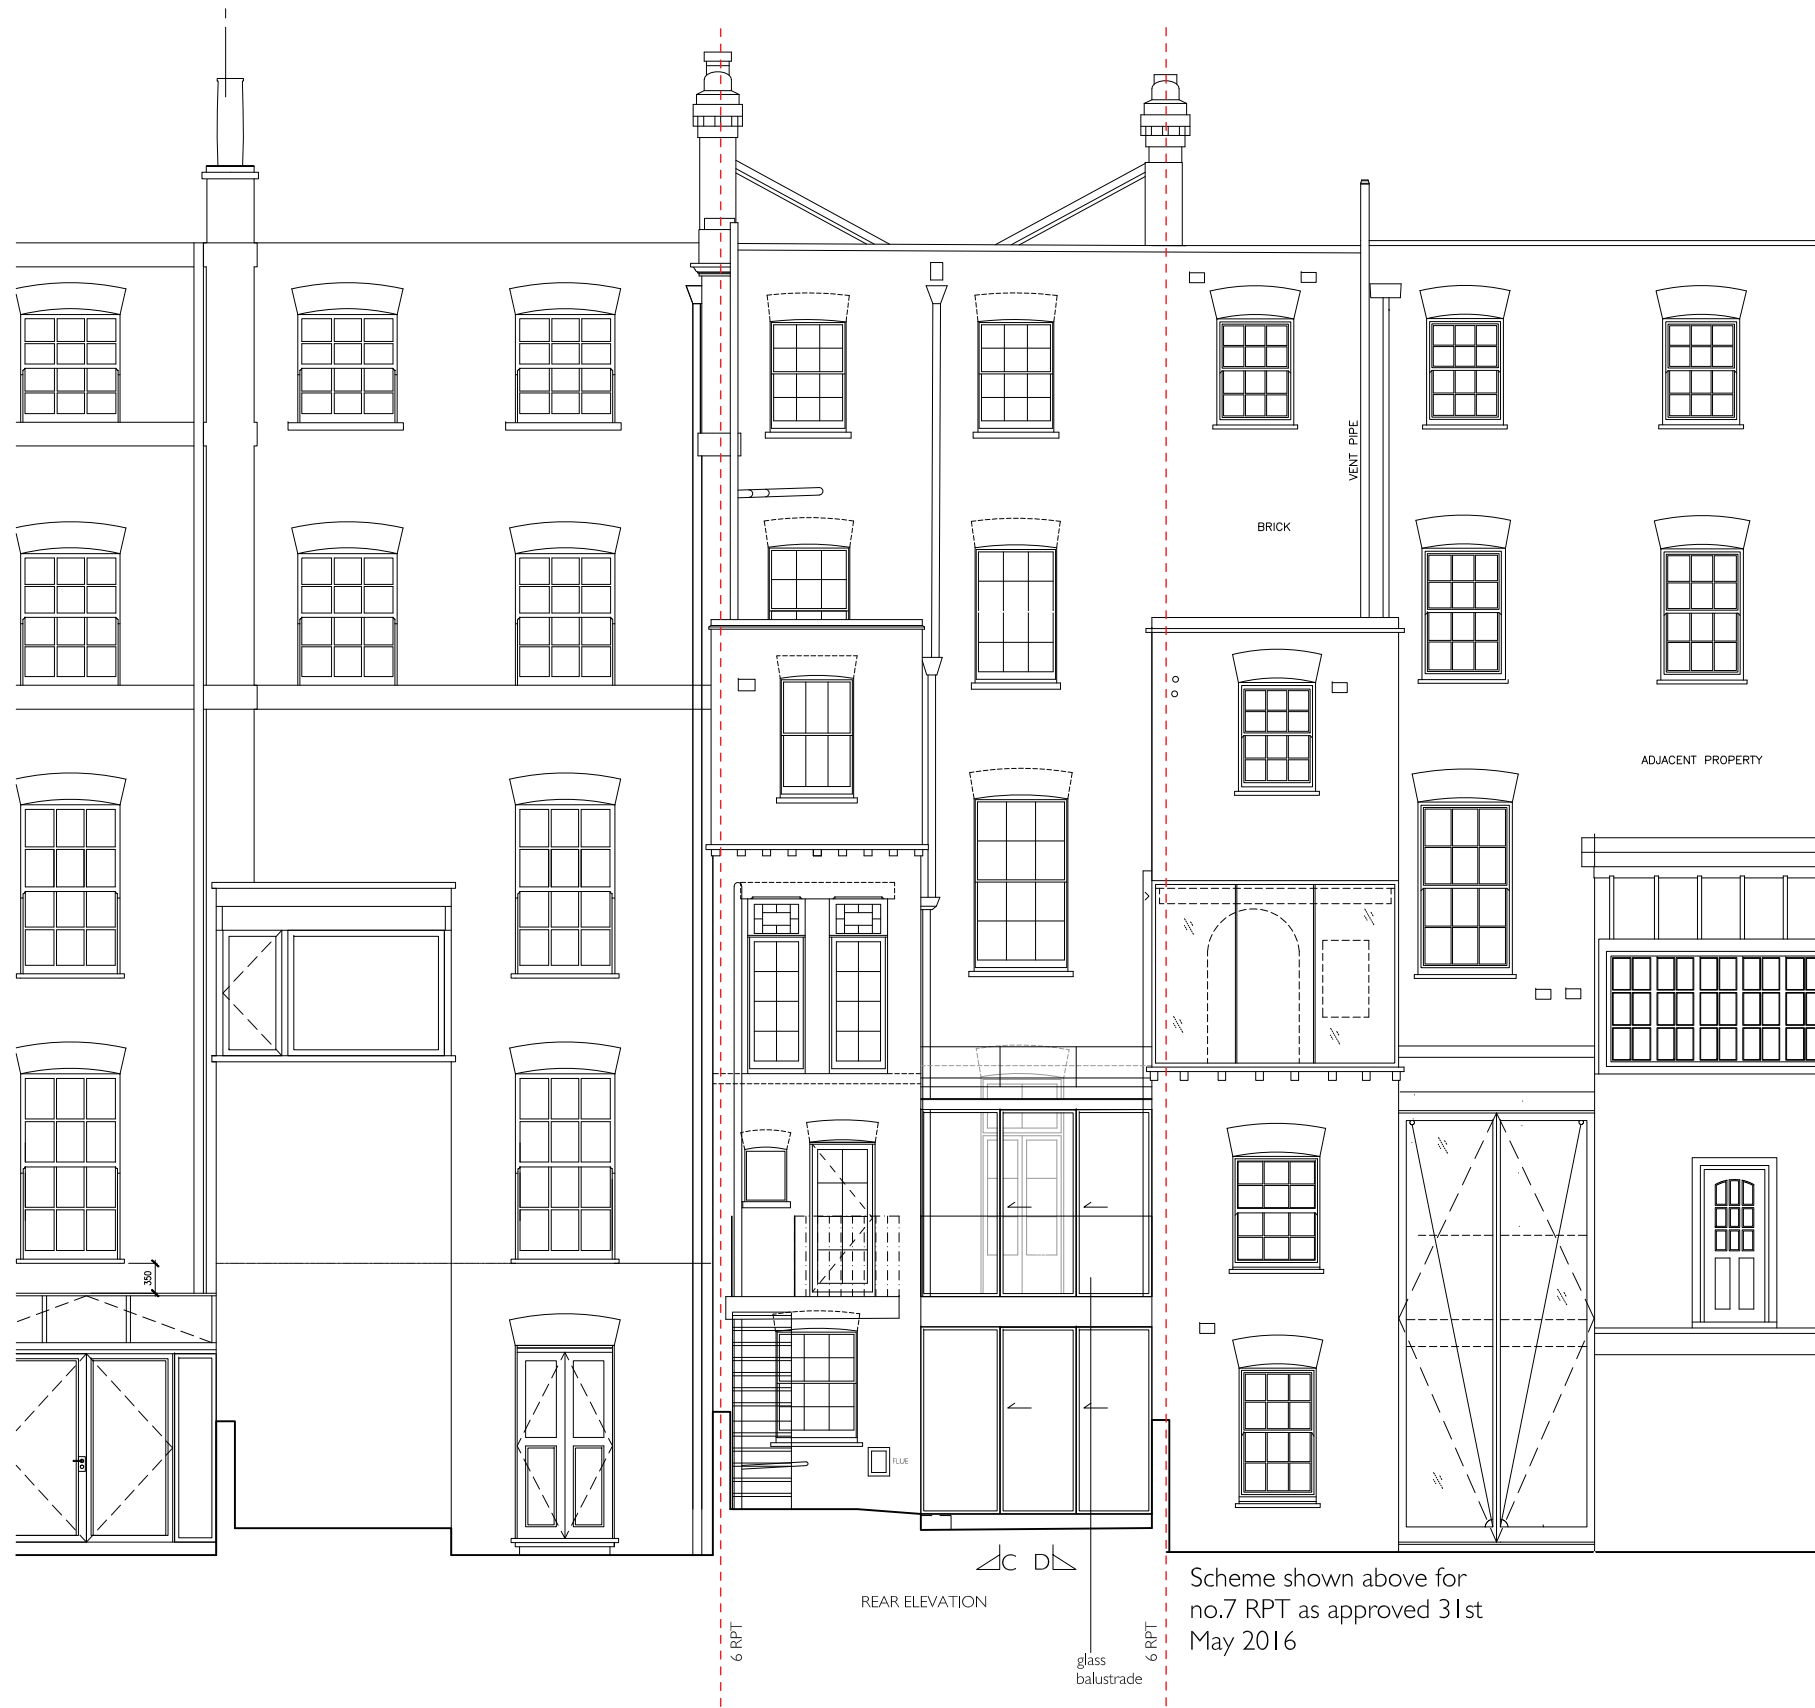 VENT PIPE
BRICK
ADJACENT PROPERTY
350
FLUE
C D
REAR ELEVATION
6 RPT
glass
balustrade
6 RPT
Scheme shown above for
no.7 RPT as approved 31st
May 2016